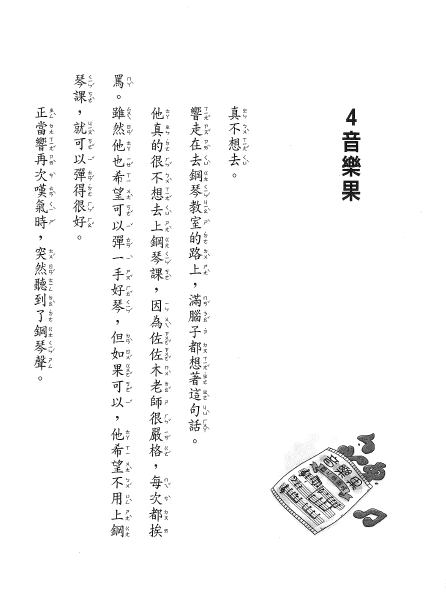 4 音樂果
真不想去。
響走在去鋼琴教室的路上，滿腦子都想著這句話。
他真的很不想去上鋼琴課，因為佐佐木老師很嚴格，每次都挨
罵。雖然他也希望可以彈一手好琴，但如果可以，他希望不用上鋼
琴課，就可以彈得很好。
正當響再次嘆氣時，突然聽到了鋼琴聲。
音樂果